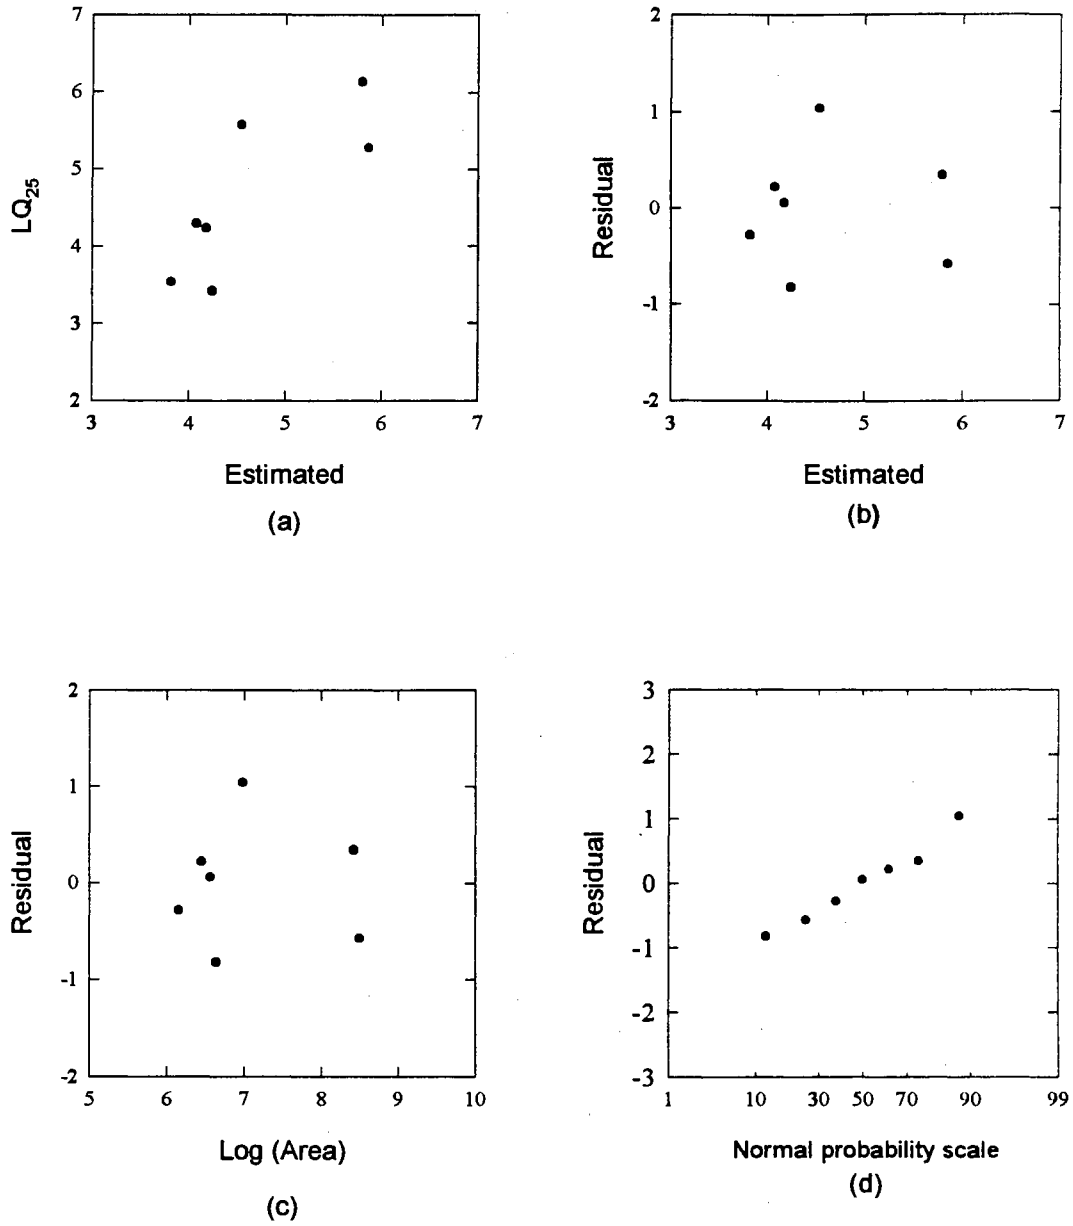 7
6
5
4
3
2
LQ25
3 4 5 6 7
Estimated
(a)
2
1
0
-1
-2
Residual
3 4 5 6 7
Estimated
(b)
2
1
0
-1
-2
Residual
5 6 7 8 9 10
Log (Area)
(c)
3
2
1
0
-1
-2
-3
Residual
1 10 30 50 70 90 99
Normal probability scale
(d)